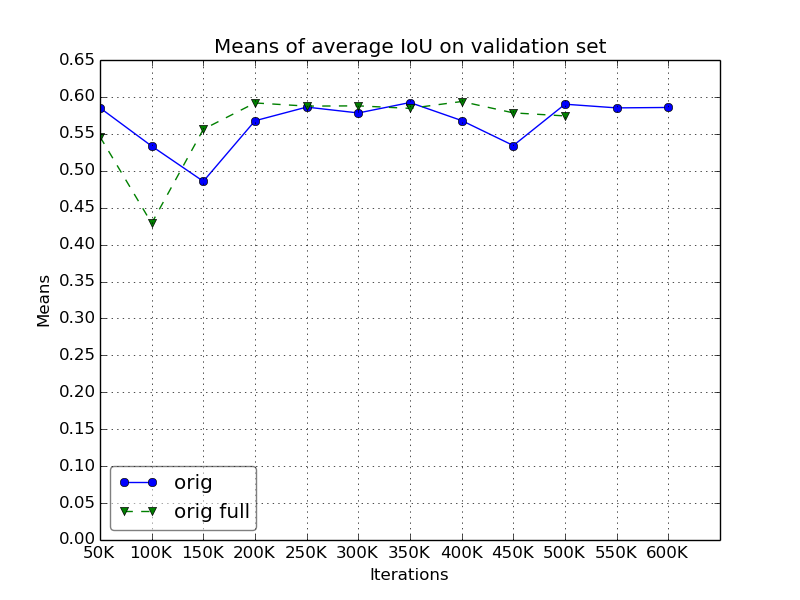 Means of average IoU on validation set
0.65
0.60
0.55
0.50
0.45
0.40
0.35
0.30
0.25
0.20
0.15
0.10
0.05
0.00
Means
orig
orig full
50K 100K 150K 200K 250K 300K 350K 400K 450K 500K 550K 600K
Iterations